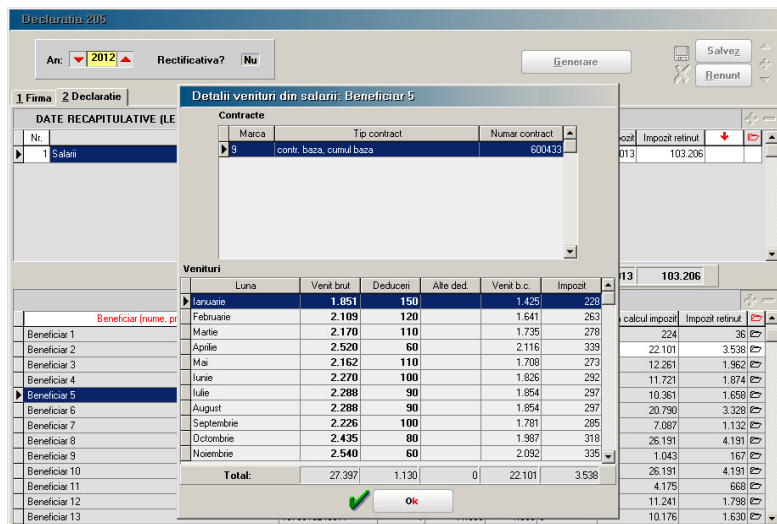 Declaratia 205
An: 2012 Rectificativa? Nu Generare Salvez
Renunt
1 Firma 2 Declaratie
Detalii venituri din salarii: Beneficiar 5
DATE RECAPITULATIVE (LE
Contracte
Nr. Marca Tip contract Numar contract Impozit retinut
1 Salarii 9 contr. baza, cumul baza 600433 013 103.206
Venituri
013 103.206
Luna Venit brut Deduceri Alte ded. Venit b.c. Impozit
Ianuarie 1.851 150 1.425 228
Beneficiar (nume, pr Februarie 2.109 120 1.641 263 calcul impozit Impozit retinut
Beneficiar 1 Martie 2.170 110 1.735 278 224 36
Beneficiar 2 Aprilie 2.520 60 2.116 339 22.101 3.538
Beneficiar 3 Mai 2.162 110 1.708 273 12.261 1.962
Beneficiar 4 Iunie 2.270 100 1.826 292 11.721 1.874
Beneficiar 5 Iulie 2.288 90 1.854 297 10.361 1.658
Beneficiar 6 August 2.288 90 1.854 297 20.790 3.328
Beneficiar 7 Septembrie 2.226 100 1.781 285 7.087 1.132
Beneficiar 8 Octombrie 2.435 80 1.987 318 26.191 4.191
Beneficiar 9 Noiembrie 2.540 60 2.092 335 1.043 167
Beneficiar 10 Total: 27.397 1.130 0 22.101 3.538 26.191 4.191
Beneficiar 11 4.175 668
Beneficiar 12 Ok 11.241 1.798
Beneficiar 13 10.176 1.630